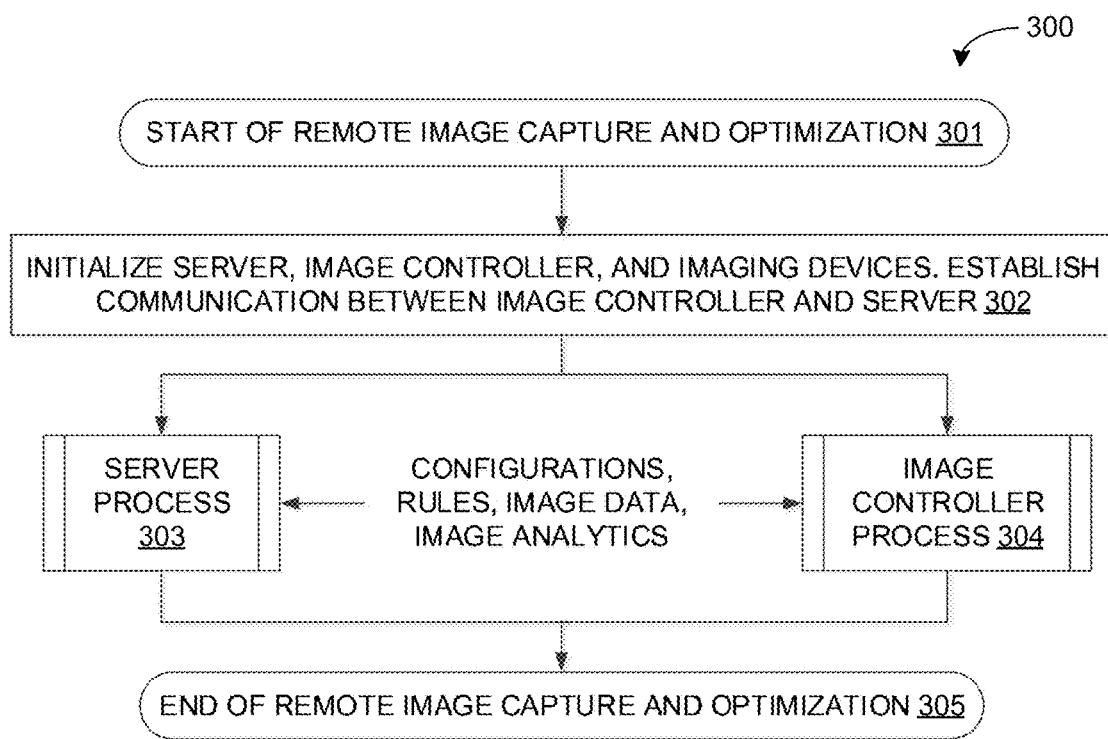 300
START OF REMOTE IMAGE CAPTURE AND OPTIMIZATION 301
INITIALIZE SERVER, IMAGE CONTROLLER, AND IMAGING DEVICES. ESTABLISH
COMMUNICATION BETWEEN IMAGE CONTROLLER AND SERVER 302
SERVER
PROCESS
303
CONFIGURATIONS,
RULES, IMAGE DATA,
IMAGE ANALYTICS
IMAGE
CONTROLLER
PROCESS 304
END OF REMOTE IMAGE CAPTURE AND OPTIMIZATION 305